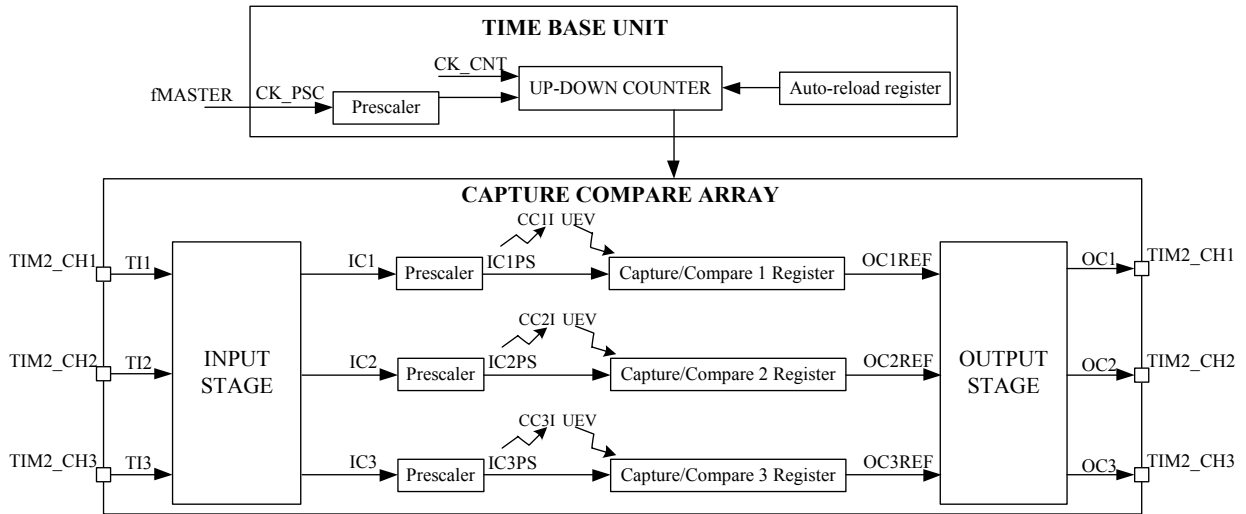 TIME BASE UNIT
CK_CNT
fMASTER
CK_PSC
Prescaler
UP-DOWN COUNTER
Auto-reload register
CAPTURE COMPARE ARRAY
CC1I UEV
TIM2_CH1
TI1
IC1
Prescaler
IC1PS
Capture/Compare 1 Register
OC1REF
OC1
TIM2_CH1
CC2I UEV
TIM2_CH2
TI2
INPUT
STAGE
IC2
Prescaler
IC2PS
Capture/Compare 2 Register
OC2REF
OUTPUT
STAGE
OC2
TIM2_CH2
CC3I UEV
TIM2_CH3
TI3
IC3
Prescaler
IC3PS
Capture/Compare 3 Register
OC3REF
OC3
TIM2_CH3